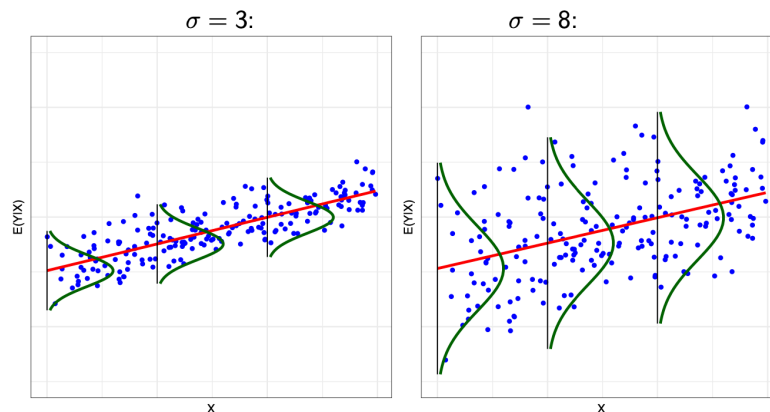 σ = 3:
σ = 8:
E(Y|X)
E(Y|X)
X
X